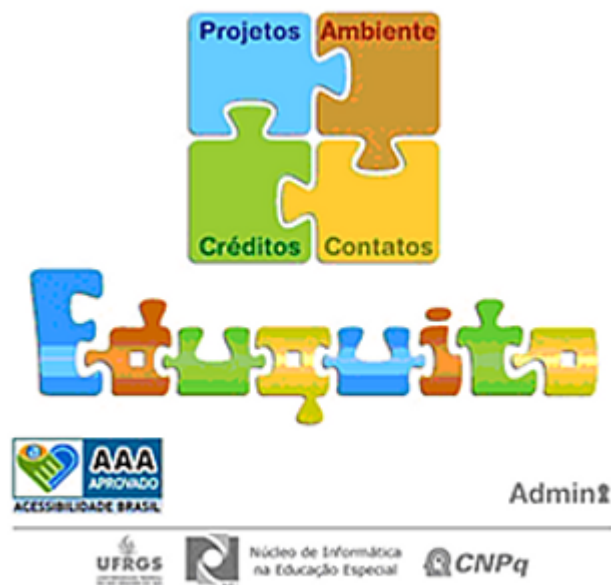 Projetos Ambiente
Créditos Contatos
Eduquito
AAA
APROVADO
ACESSIBILIDADE BRASIL
Admin
UFRGS
Núcleo de Informática
na Educação Especial
CNPq